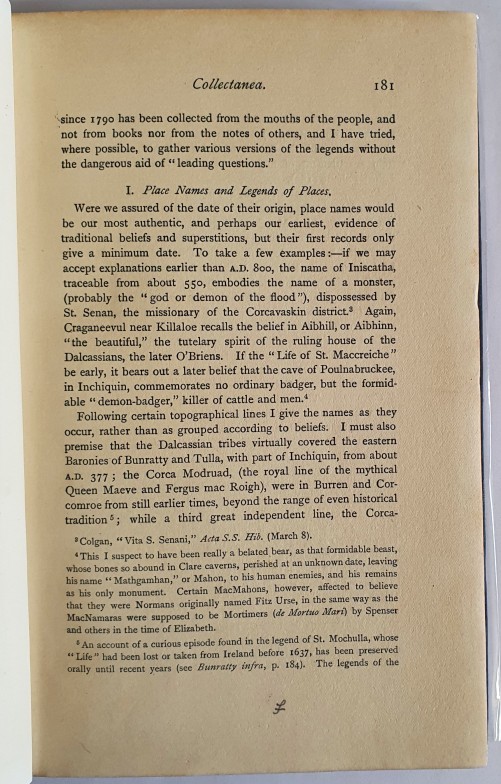 Collectanea. 181
since 1790 has been collected from the mouths of the people, and
not from books nor from the notes of others, and I have tried,
where possible, to gather various versions of the legends without
the dangerous aid of “leading questions.”
I. Place Names and Legends of Places.
Were we assured of the date of their origin, place names would
be our most authentic, and perhaps our earliest, evidence of
traditional beliefs and superstitions, but their first records only
give a minimum date. To take a few examples:—if we may
accept explanations earlier than A.D. 800, the name of Iniscatha,
traceable from about 550, embodies the name of a monster,
(probably the “god or demon of the flood”), dispossessed by
St. Senan, the missionary of the Corcavaskin district.³ Again,
Craganeevul near Killaloe recalls the belief in Aibhill, or Aibhinn,
“the beautiful,” the tutelary spirit of the ruling house of the
Dalcassians, the later O'Briens. If the “Life of St. Maccreiche”
be early, it bears out a later belief that the cave of Poulnabruckee,
in Inchiquin, commemorates no ordinary badger, but the formid-
able “demon-badger,” killer of cattle and men.⁴
Following certain topographical lines I give the names as they
occur, rather than as grouped according to beliefs. I must also
premise that the Dalcassian tribes virtually covered the eastern
Baronies of Bunratty and Tulla, with part of Inchiquin, from about
A.D. 377; the Corca Modruad, (the royal line of the mythical
Queen Maeve and Fergus mac Roigh), were in Burren and Cor-
comroe from still earlier times, beyond the range of even historical
tradition⁵; while a third great independent line, the Corca-
³ Colgan, “Vita S. Senani,” Acta S.S. Hib. (March 8).
⁴ This I suspect to have been really a belated bear, as that formidable beast,
whose bones so abound in Clare caverns, perished at an unknown date, leaving
his name “Mathgamhan,” or Mahon, to his human enemies, and his remains
as his only monument. Certain MacMahons, however, affected to believe
that they were Normans originally named Fitz Urse, in the same way as the
MacNamaras were supposed to be Mortimers (de Mortuo Mari) by Spenser
and others in the time of Elizabeth.
⁵ An account of a curious episode found in the legend of St. Mochulla, whose
“Life” had been lost or taken from Ireland before 1637, has been preserved
orally until recent years (see Bunratty infra, p. 184). The legends of the